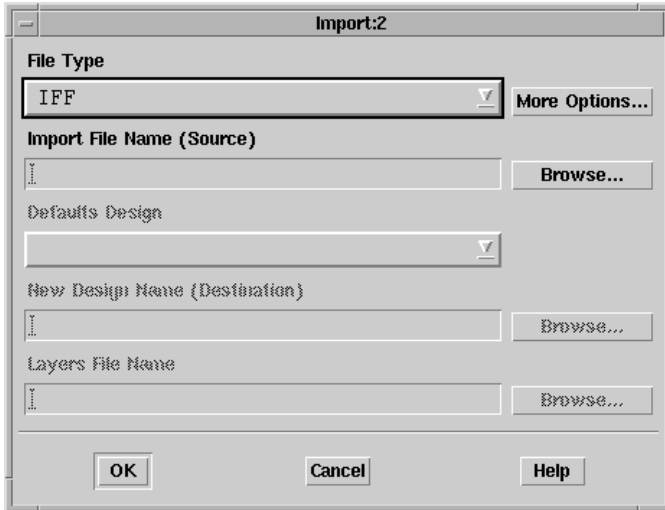 Import:2
File Type
IFF
More Options...
Import File Name (Source)
Browse...
Defaults Design
New Design Name (Destination)
Browse...
Layers File Name
Browse...
OK Cancel Help